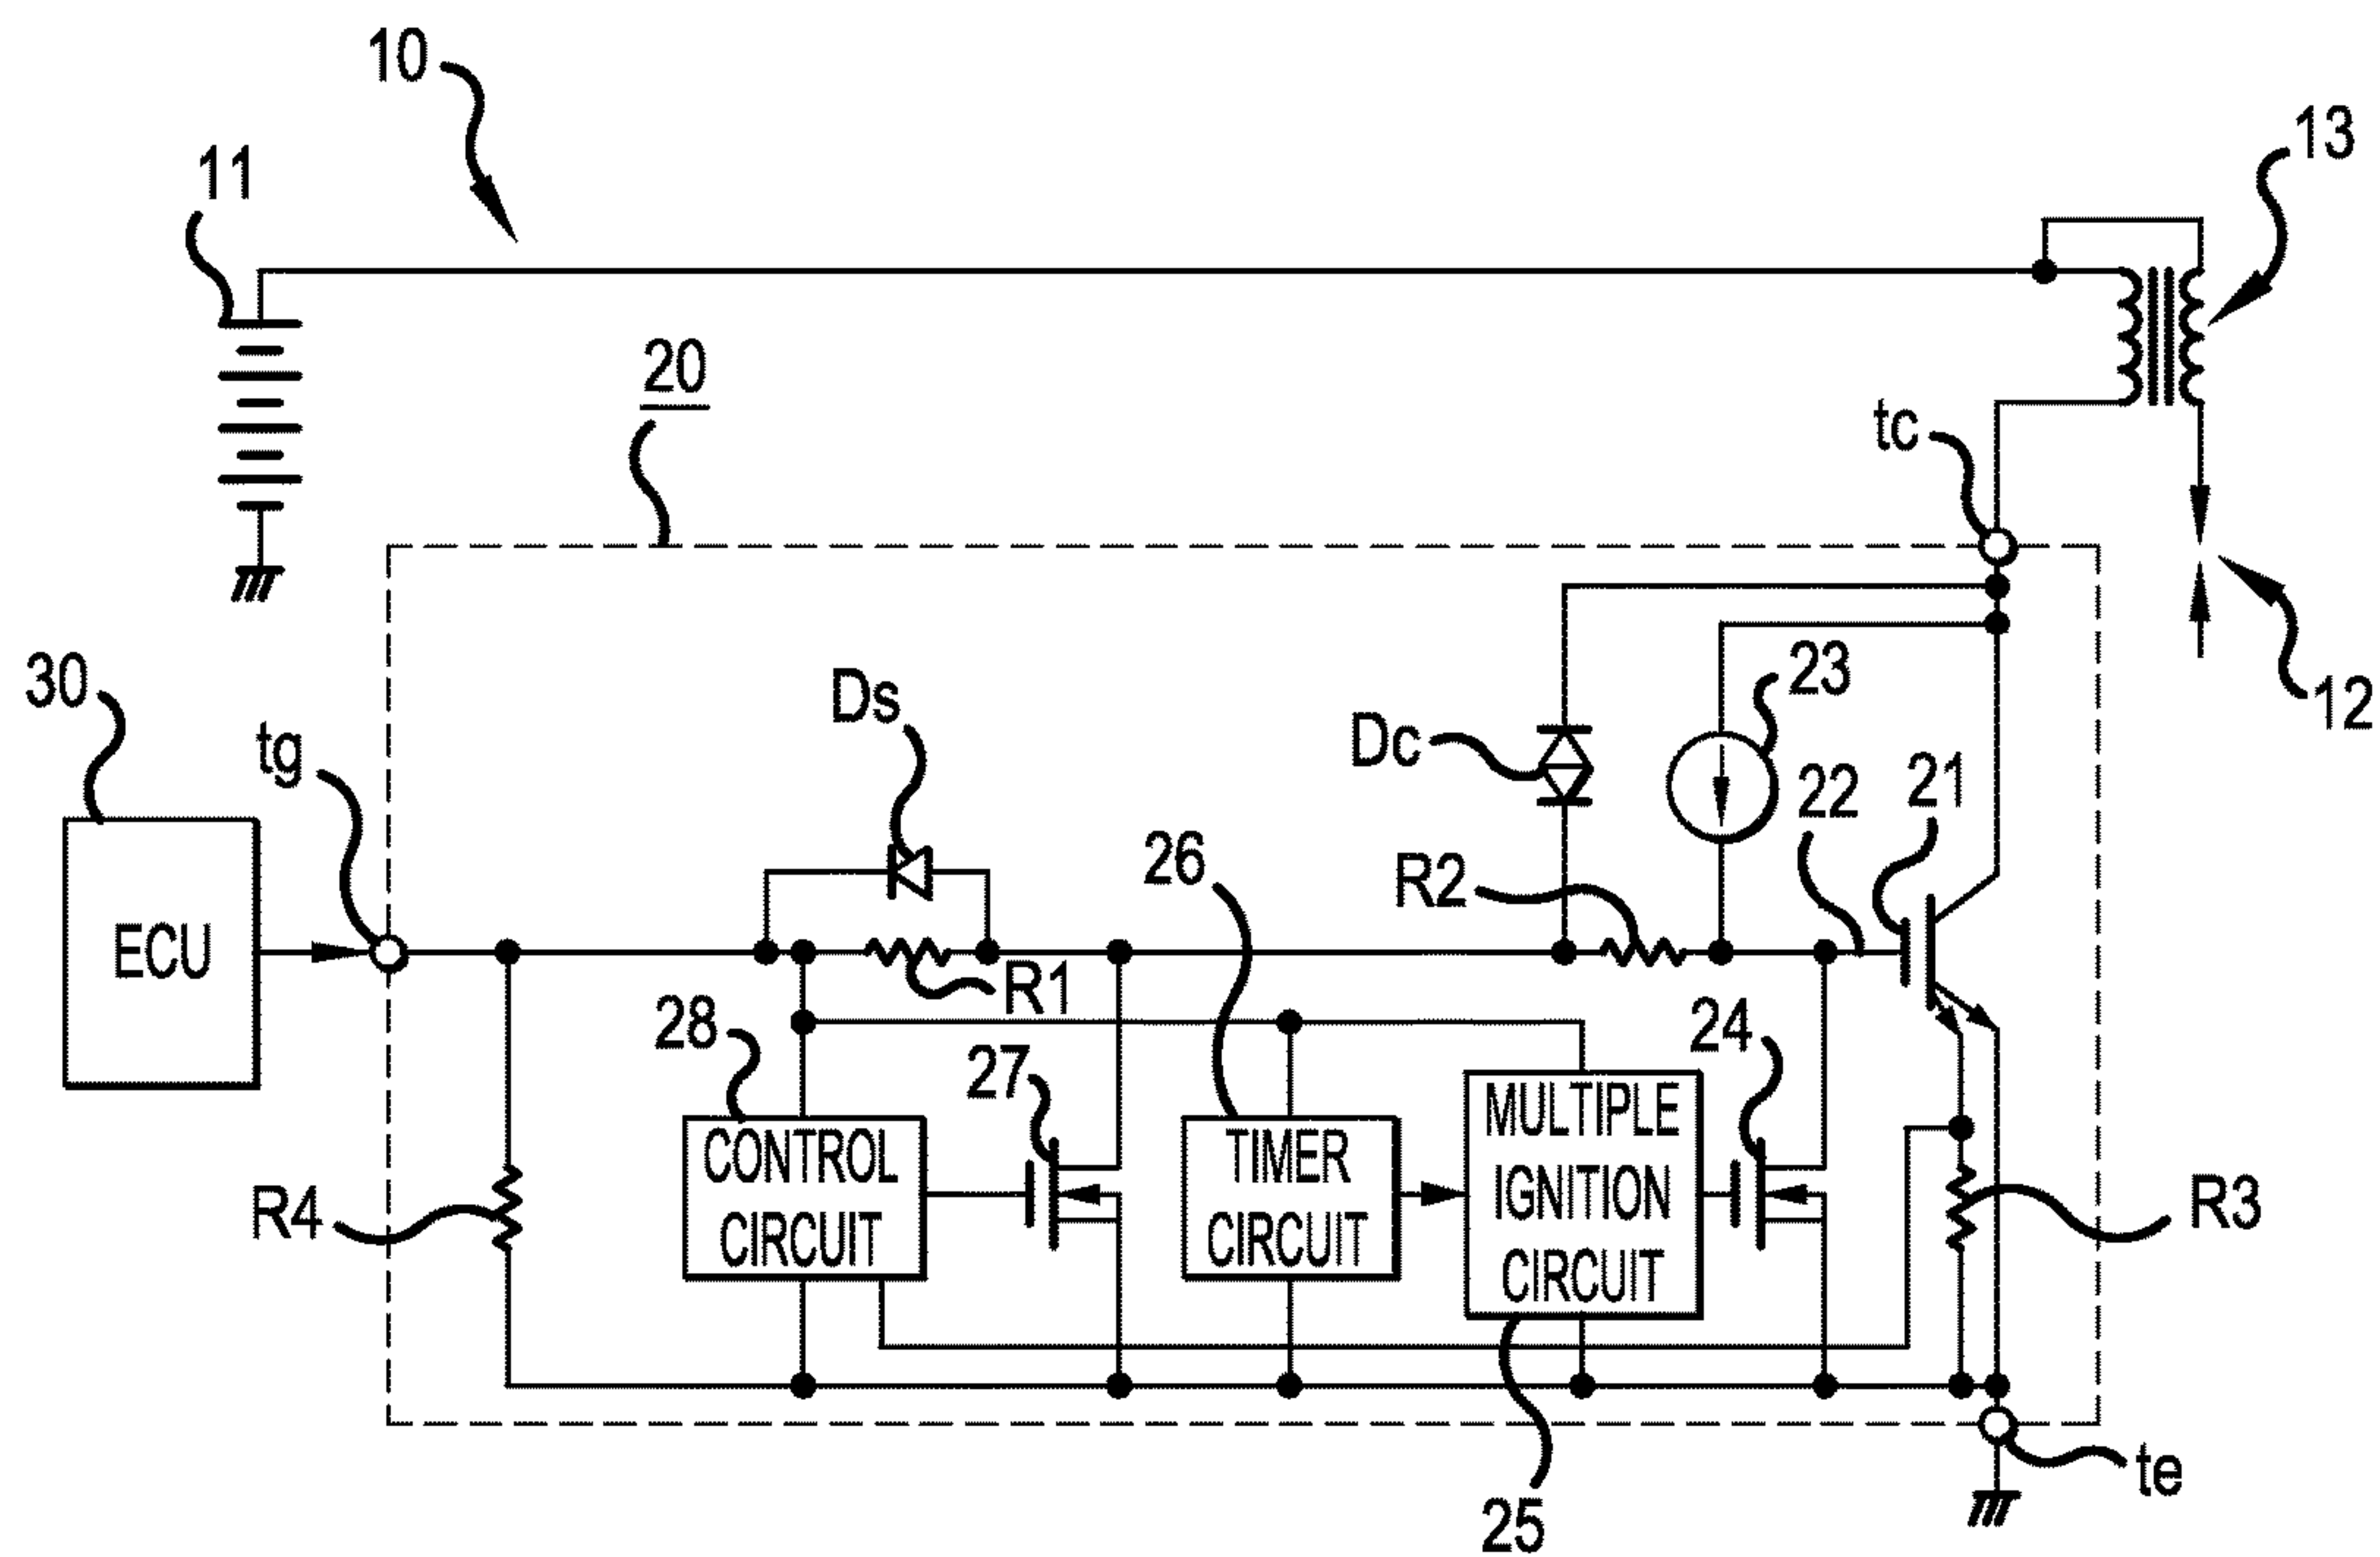 10
13
11
20
tc
30
Ds
23
tg
Dc
12
21
22
26
R2
ECU
R1
28
24
27
MULTIPLE
IGNITION
CIRCUIT
CONTROL
CIRCUIT
TIMER
CIRCUIT
R4
R3
te
25